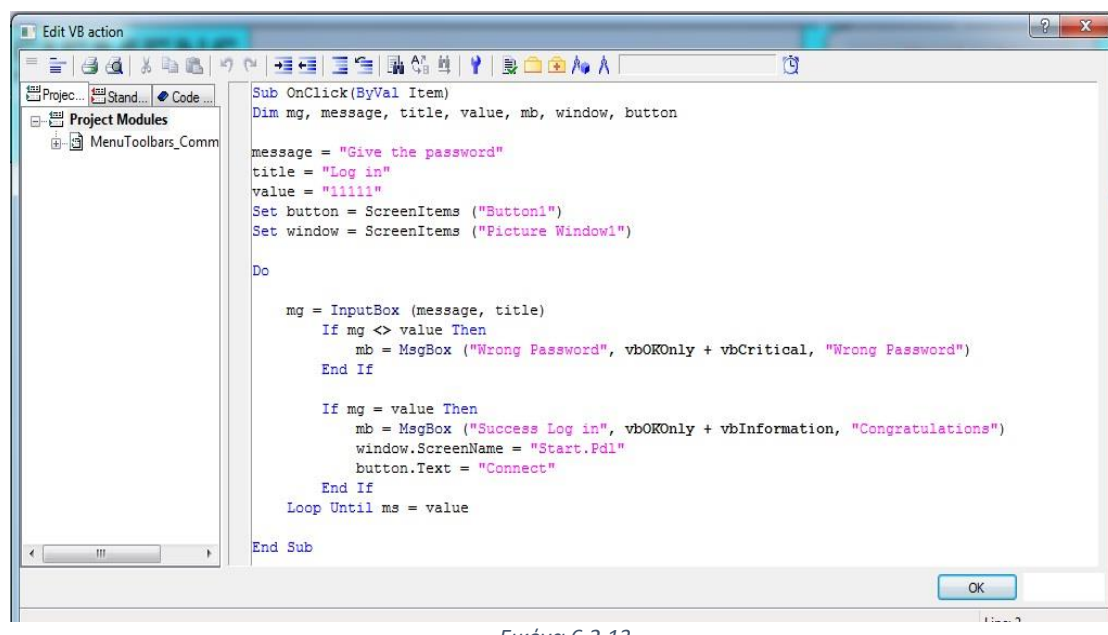 Edit VB action
Projec... Stand... Code ...
Project Modules
MenuToolbars_Comm
Sub OnClick(ByVal Item)
Dim mg, message, title, value, mb, window, button
message = "Give the password"
title = "Log in"
value = "11111"
Set button = ScreenItems ("Button1")
Set window = ScreenItems ("Picture Window1")
Do
mg = InputBox (message, title)
If mg <> value Then
mb = MsgBox ("Wrong Password", vbOKOnly + vbCritical, "Wrong Password")
End If
If mg = value Then
mb = MsgBox ("Success Log in", vbOKOnly + vbInformation, "Congratulations")
window.ScreenName = "Start.Pdl"
button.Text = "Connect"
End If
Loop Until ms = value
End Sub
OK